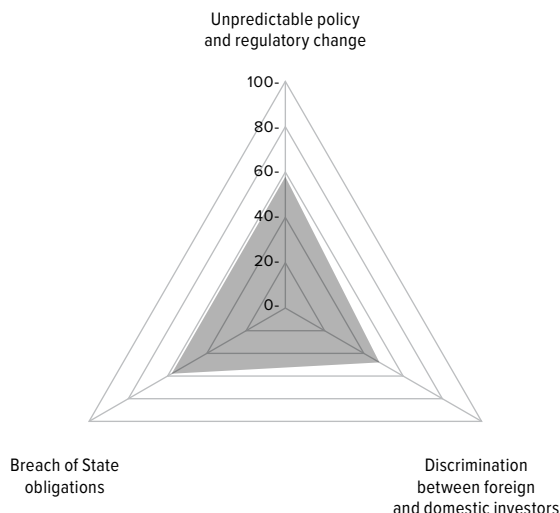 Unpredictable policy
and regulatory change
100-
80-
60-
40-
20-
0-
Breach of State
obligations
Discrimination
between foreign
and domestic investors